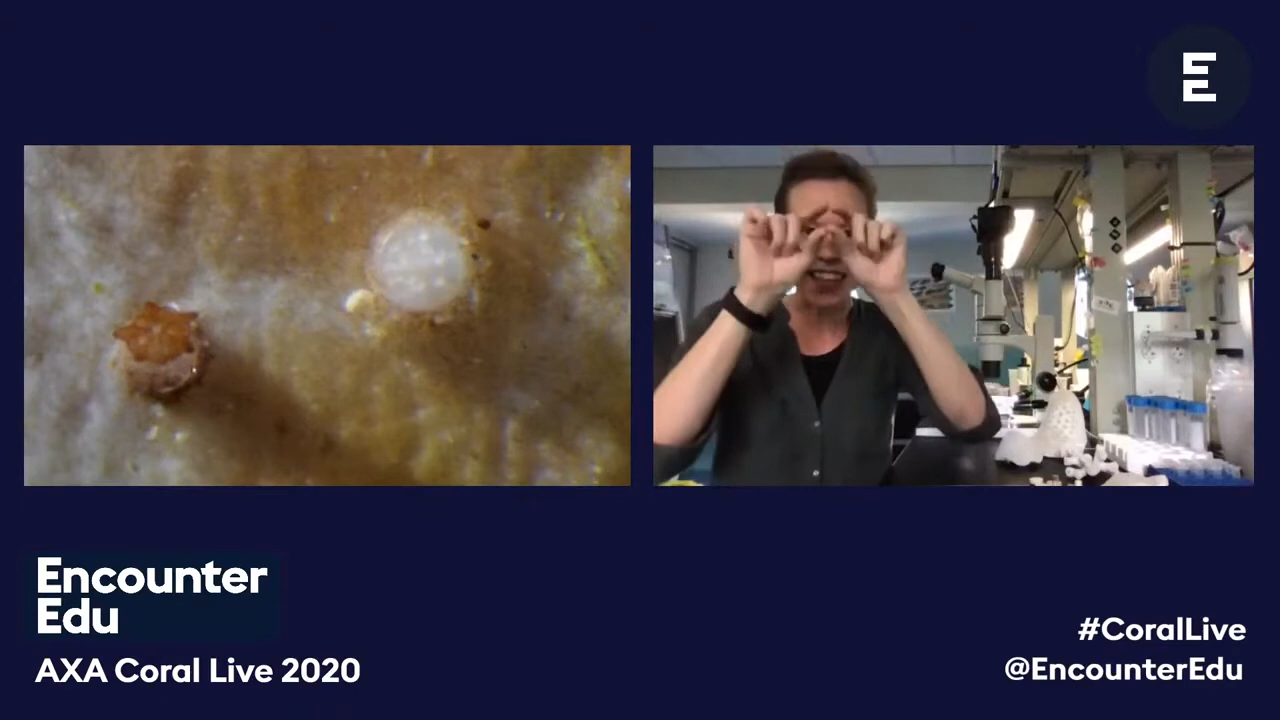 E
Encounter
Edu
AXA Coral Live 2020
#CoralLive
@EncounterEdu